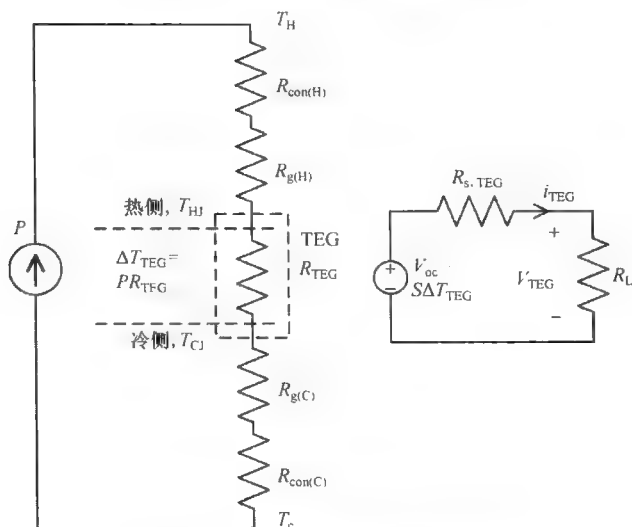 T_H
R_con(H)
R_g(H)
热侧, T_HJ
TEG
P
ΔT_TEG=
PR_TEG
R_TEG
冷侧, T_CJ
R_g(C)
R_con(C)
T_c
R_s, TEG
i_TEG
+
+
V_oc
−
SΔT_TEG
V_TEG
R_L
−